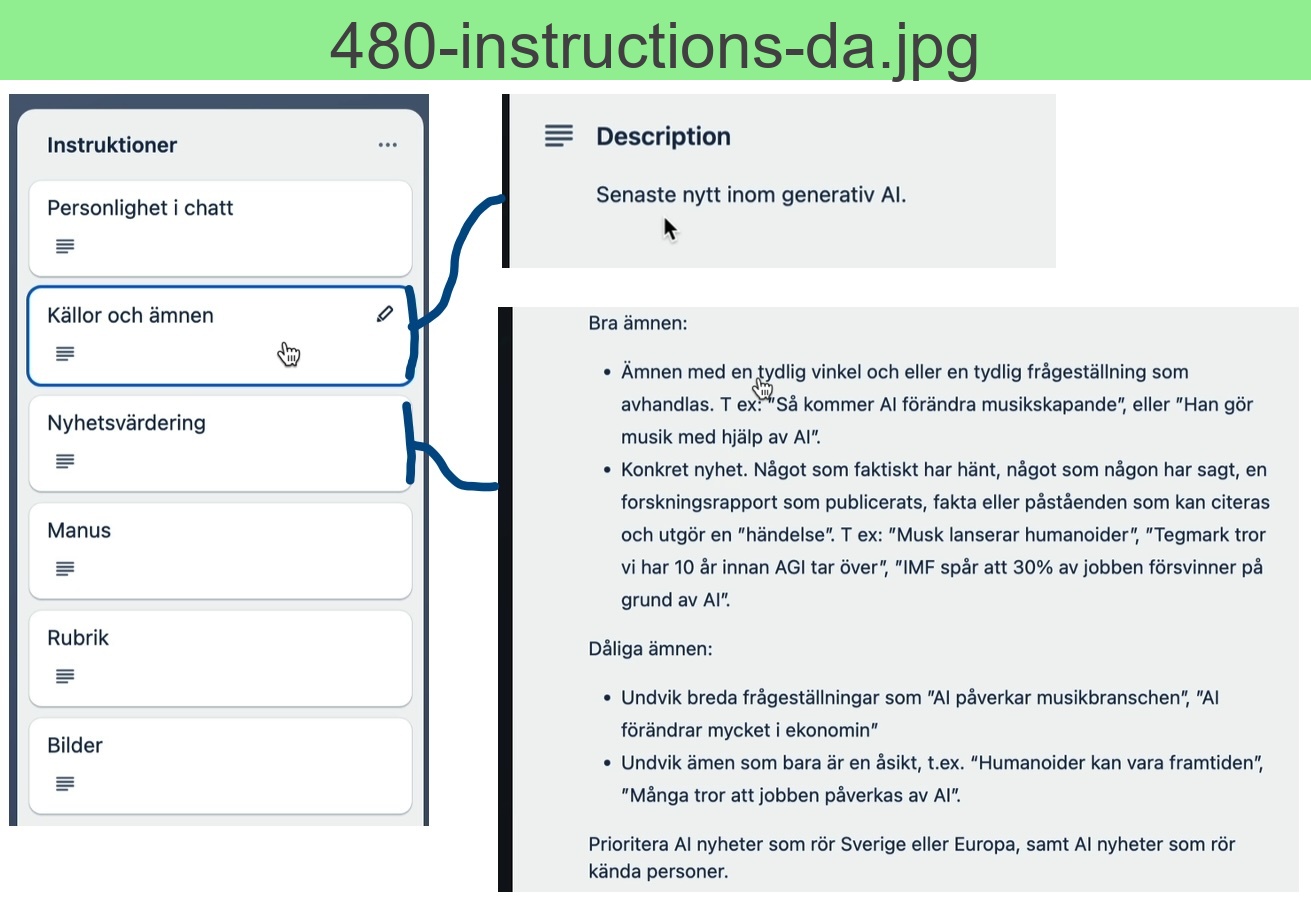 480-instructions-da.jpg
Instruktioner
Personlighet i chatt
Källor och ämnen
Nyhetsvärdering
Manus
Rubrik
Bilder
Description
Senaste nytt inom generativ AI.
Bra ämnen:
• Ämnen med en tydlig vinkel och eller en tydlig frågeställning som
avhandlas. T ex: ”Så kommer AI förändra musikskapande”, eller ”Han gör
musik med hjälp av AI”.
• Konkret nyhet. Något som faktiskt har hänt, något som någon har sagt, en
forskningsrapport som publicerats, fakta eller påståenden som kan citeras
och utgör en ”händelse”. T ex: ”Musk lanserar humanoider”, ”Tegmark tror
vi har 10 år innan AGI tar över”, ”IMF spår att 30% av jobben försvinner på
grund av AI”.
Dåliga ämnen:
• Undvik breda frågeställningar som ”AI påverkar musikbranschen”, ”AI
förändrar mycket i ekonomin”
• Undvik ämen som bara är en åsikt, t.ex. “Humanoider kan vara framtiden”,
”Många tror att jobben påverkas av AI”.
Prioritera AI nyheter som rör Sverige eller Europa, samt AI nyheter som rör
kända personer.